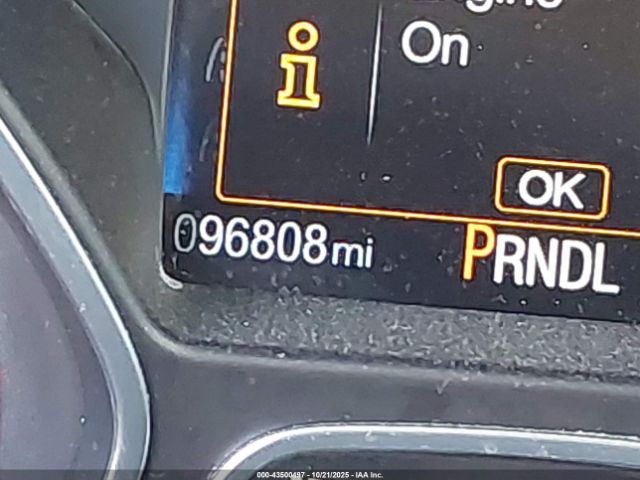 On
OK
096808mi
PRNDL
000-43500497 - 10/21/2025 - IAA Inc.